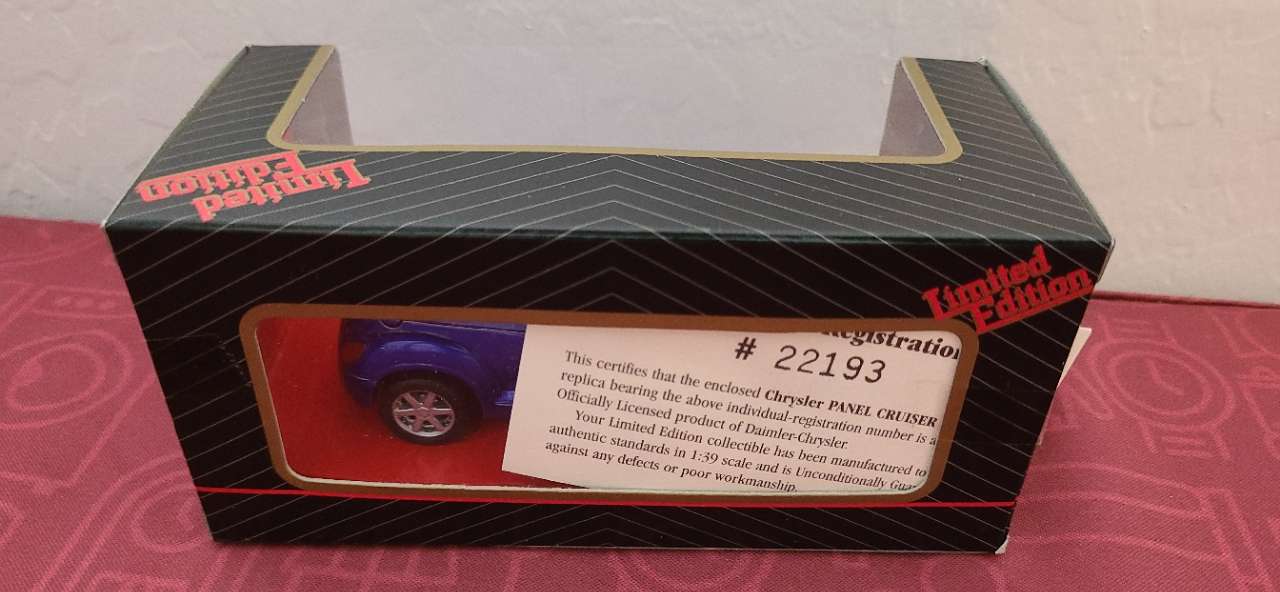 Limited
Edition
Limited
Edition
Registration
# 22193
This certifies that the enclosed Chrysler PANEL CRUISER
replica bearing the above individual-registration number is a
Officially Licensed product of Daimler-Chrysler.
Your Limited Edition collectible has been manufactured to
authentic standards in 1:39 scale and is Unconditionally Gua
against any defects or poor workmanship.